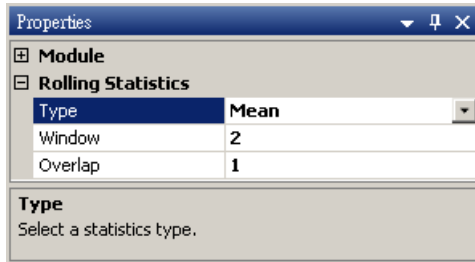 Properties
Module
Rolling Statistics
Type Mean
Window 2
Overlap 1
Type
Select a statistics type.